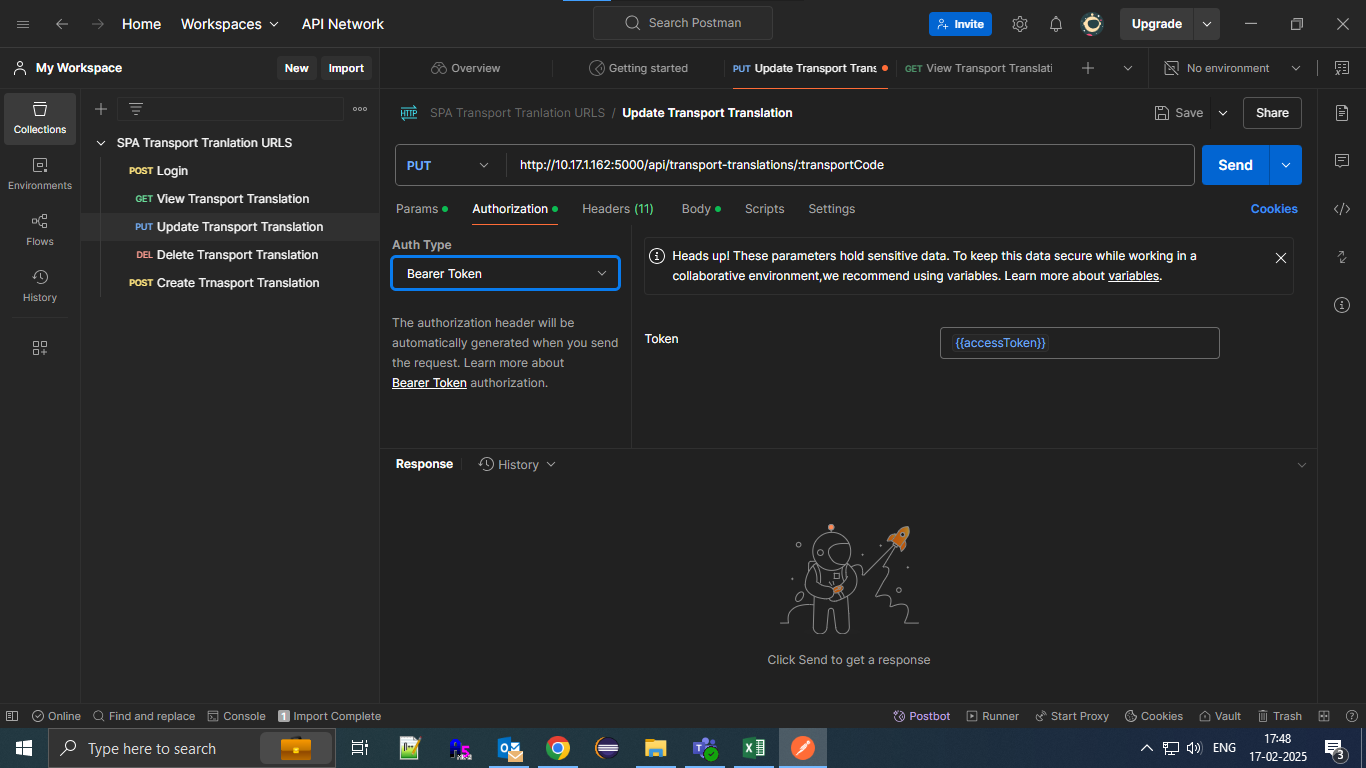 Home Workspaces API Network Search Postman Invite Upgrade
My Workspace New Import Overview Getting started PUT Update Transport Trans GET View Transport Translati No environment
Collections
Environments
Flows
History
SPA Transport Tranlation URLS
POST Login
GET View Transport Translation
PUT Update Transport Translation
DEL Delete Transport Translation
POST Create Trnasport Translation
HTTP SPA Transport Tranlation URLS / Update Transport Translation Save Share
PUT http://10.17.1.162:5000/api/transport-translations/:transportCode Send
Params Authorization Headers (11) Body Scripts Settings Cookies
Auth Type
Bearer Token
The authorization header will be
automatically generated when you send
the request. Learn more about
Bearer Token authorization.
Heads up! These parameters hold sensitive data. To keep this data secure while working in a
collaborative environment,we recommend using variables. Learn more about variables.
Token {{accessToken}}
Response History
Click Send to get a response
Online Find and replace Console 1 Import Complete Postbot Runner Start Proxy Cookies Vault Trash
Type here to search ENG 17:48
17-02-2025
3